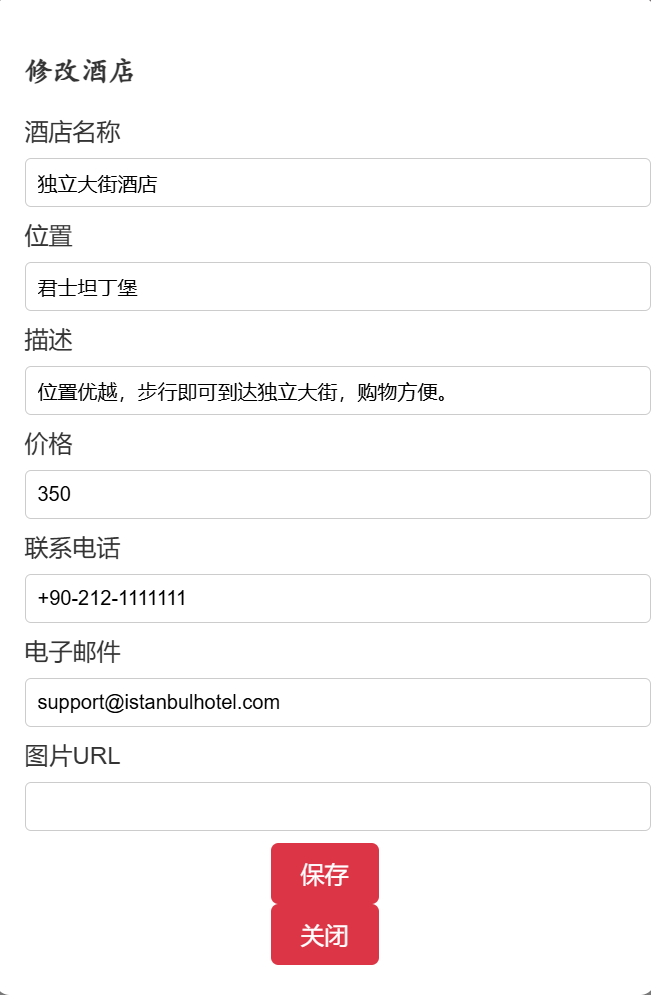 修改酒店
酒店名称
独立大街酒店
位置
君士坦丁堡
描述
位置优越，步行即可到达独立大街，购物方便。
价格
350
联系电话
+90-212-1111111
电子邮件
support@istanbulhotel.com
图片URL
保存
关闭